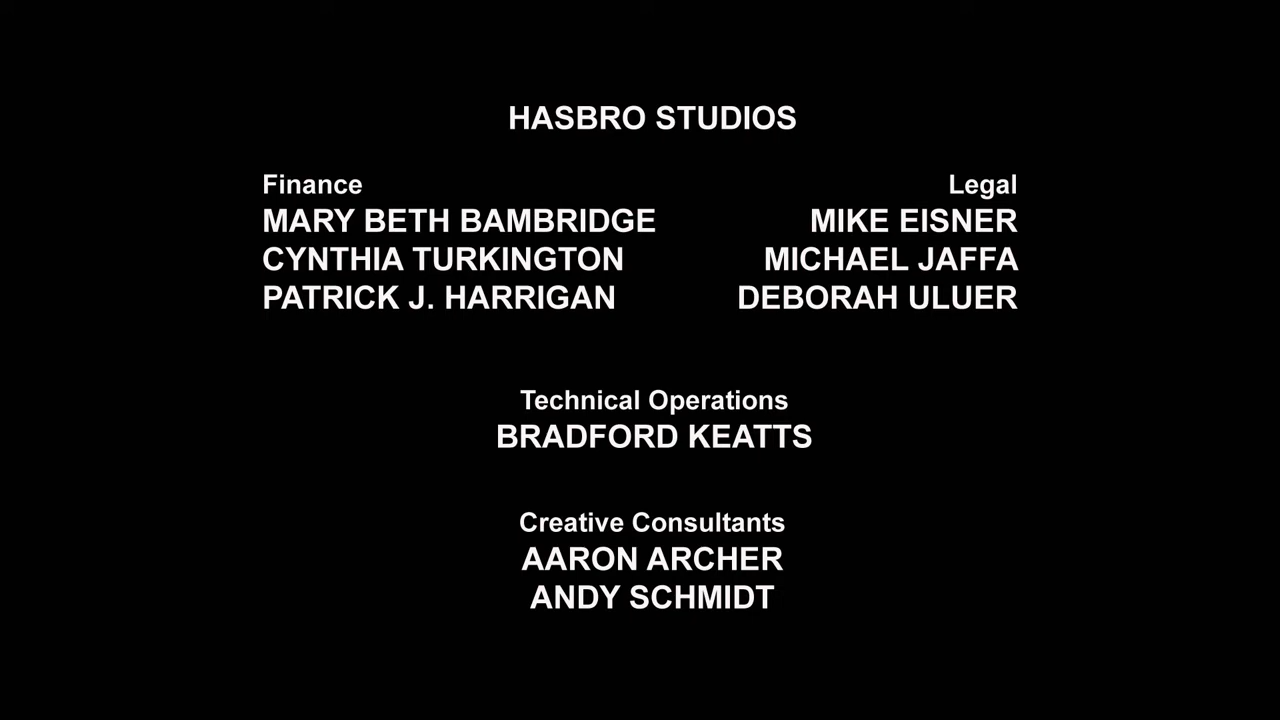 HASBRO STUDIOS
Finance
MARY BETH BAMBRIDGE
CYNTHIA TURKINGTON
PATRICK J. HARRIGAN
Legal
MIKE EISNER
MICHAEL JAFFA
DEBORAH ULUER
Technical Operations
BRADFORD KEATTS
Creative Consultants
AARON ARCHER
ANDY SCHMIDT